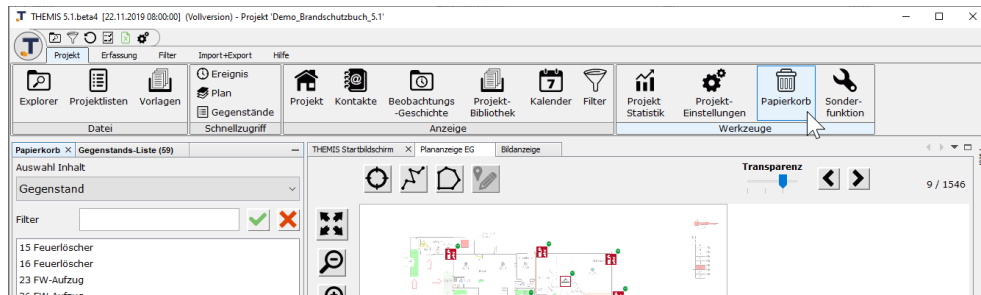 THEMIS 5.1.beta4 [22.11.2019 08:00:00] (Vollversion) - Projekt 'Demo_Brandschutzbuch_5.1'
Projekt Erfassung Filter Import+Export Hilfe
Explorer Projektlisten Vorlagen
Datei
Ereignis
Plan
Gegenstände
Schnellzugriff
Projekt Kontakte Beobachtungs Projekt- Kalender Filter
-Geschichte Bibliothek
7
Anzeige
Projekt Projekt- Papierkorb Sonder-
Statistik Einstellungen funktion
Werkzeuge
Papierkorb Gegenstands-Liste (59)
THEMIS Startbildschirm Plananzeige EG Bildanzeige
Auswahl Inhalt
Gegenstand
Filter
15 Feuerlöscher
16 Feuerlöscher
23 FW-Aufzug
Transparenz
9 / 1546